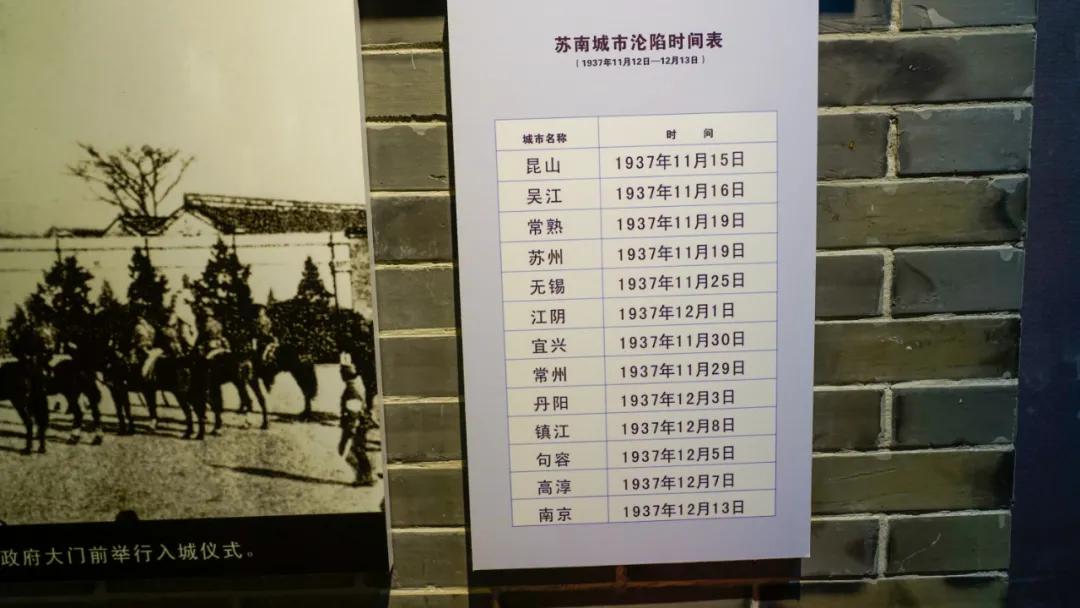 苏南城市沦陷时间表
（1937年11月12日—12月13日）
城市名称 时 间
昆山 1937年11月15日
吴江 1937年11月16日
常熟 1937年11月19日
苏州 1937年11月19日
无锡 1937年11月25日
江阴 1937年12月1日
宜兴 1937年11月30日
常州 1937年11月29日
丹阳 1937年12月3日
镇江 1937年12月8日
句容 1937年12月5日
高淳 1937年12月7日
南京 1937年12月13日
政府大门前举行入城仪式。